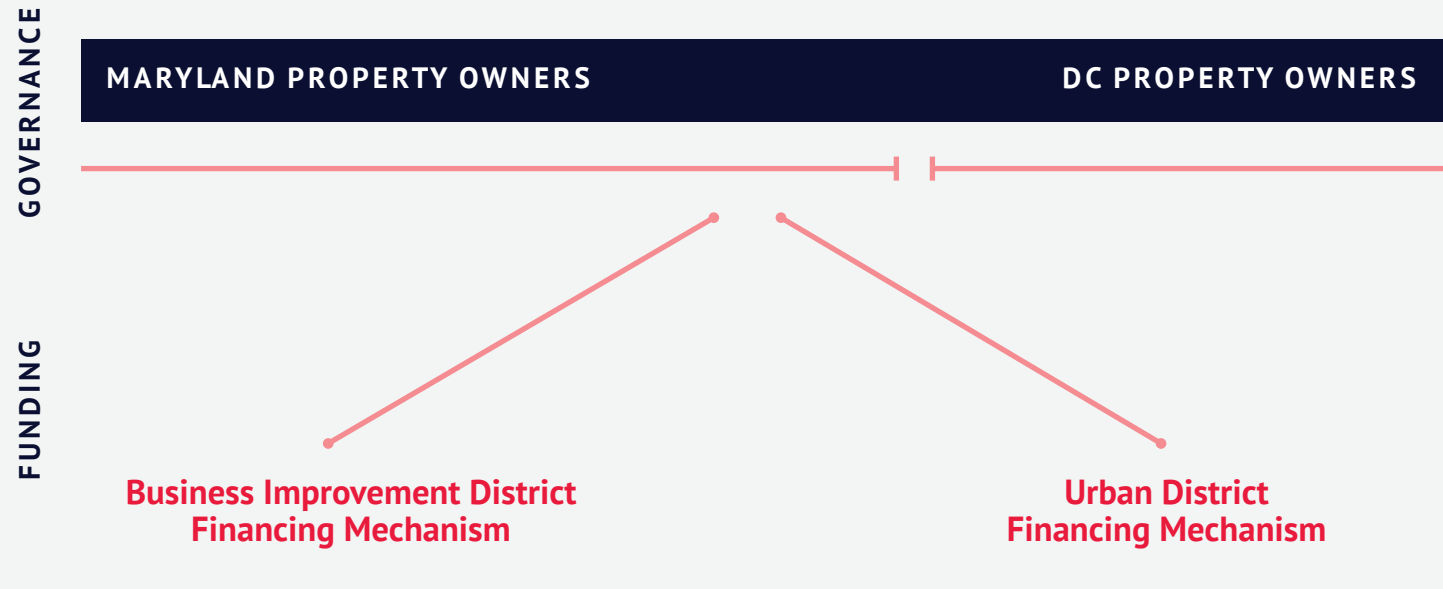 GOVERNANCE
MARYLAND PROPERTY OWNERS
DC PROPERTY OWNERS
FUNDING
Business Improvement District
Financing Mechanism
Urban District
Financing Mechanism